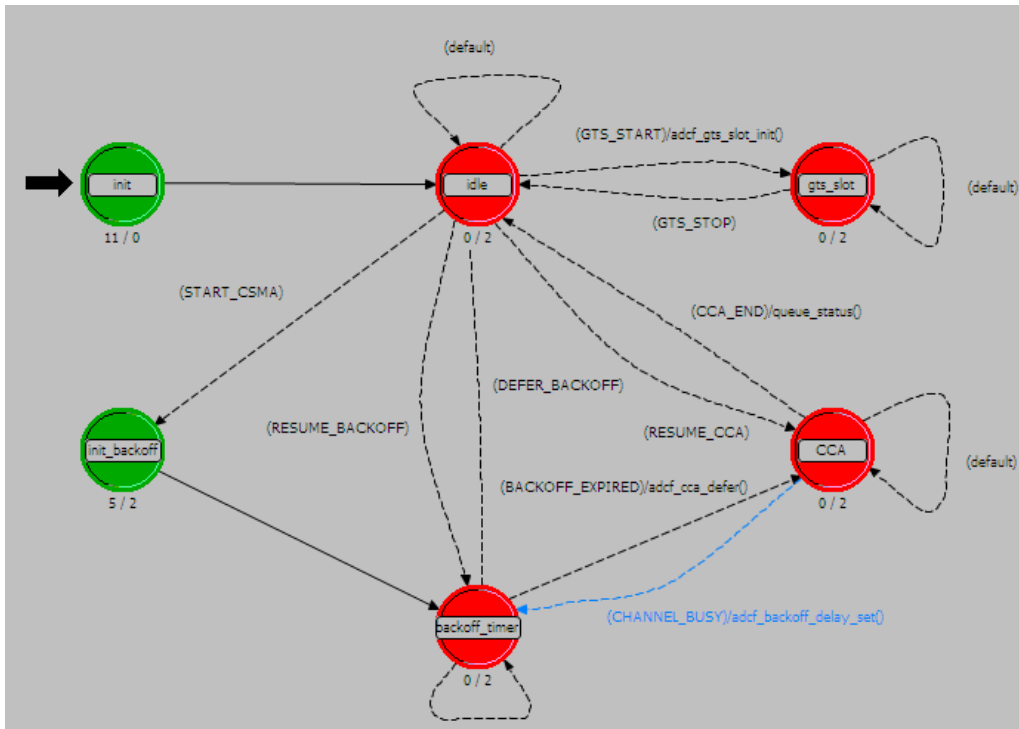 (default)
(GTS_START)/adcf_gts_slot_init()
init
idle
gts_slot
(default)
11 / 0
0 / 2
(GTS_STOP)
0 / 2
(START_CSMA)
(CCA_END)/queue_status()
(DEFER_BACKOFF)
(RESUME_BACKOFF)
(RESUME_CCA)
init_backoff
CCA
(default)
(BACKOFF_EXPIRED)/adcf_cca_defer()
5 / 2
0 / 2
(CHANNEL_BUSY)/adcf_backoff_delay_set()
backoff_timer
0 / 2